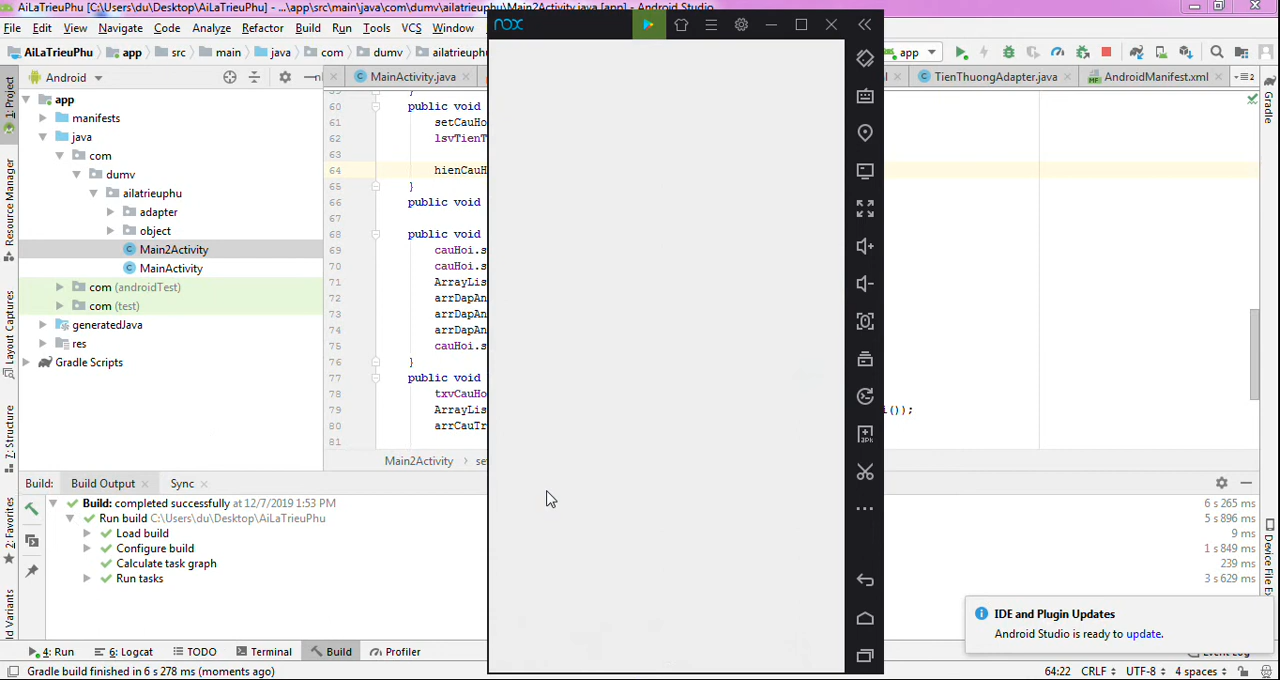 AiLaTrieuPhu [C:\Users\du\Desktop\AiLaTrieuPhu] - ...\app\src\main\java\com\dumv\ailatrieuphu\Main2Activity.java [app] - Android Studio
nox
File Edit View Navigate Code Analyze Refactor Build Run Tools VCS Window
AiLaTrieuPhu app src main java com dumv ailatrieuphu
app
Android
MainActivity.java
TienThuongAdapter.java
AndroidManifest.xml
2
1: Project
Resource Manager
Layout Captures
Z: Structure
2: Favorites
Gradle
app
manifests
java
com
dumv
ailatrieuphu
adapter
object
Main2Activity
MainActivity
com (androidTest)
com (test)
generatedJava
res
Gradle Scripts
}
60 public void
61 setCauHo
62 lsvTienT
63
64 hienCauH
65 }
66 public void
67
68 public void
69 cauHoi.s
70 cauHoi.s
71 ArrayLis
72 arrDapAn
73 arrDapAn
74 arrDapAn
75 cauHoi.s
76 }
77 public void
78 txvCauHo
79 ArrayLis
80 arrCauTr
81
i());
Main2Activity se
Build: Build Output Sync
Build: completed successfully at 12/7/2019 1:53 PM
Run build C:\Users\du\Desktop\AiLaTrieuPhu
Load build
Configure build
Calculate task graph
Run tasks
6 s 265 ms
5 s 896 ms
9 ms
1 s 849 ms
239 ms
3 s 629 ms
IDE and Plugin Updates
Android Studio is ready to update.
4: Run 6: Logcat TODO Terminal Build Profiler
Event Log
Gradle build finished in 6 s 278 ms (moments ago)
64:22 CRLF UTF-8 4 spaces